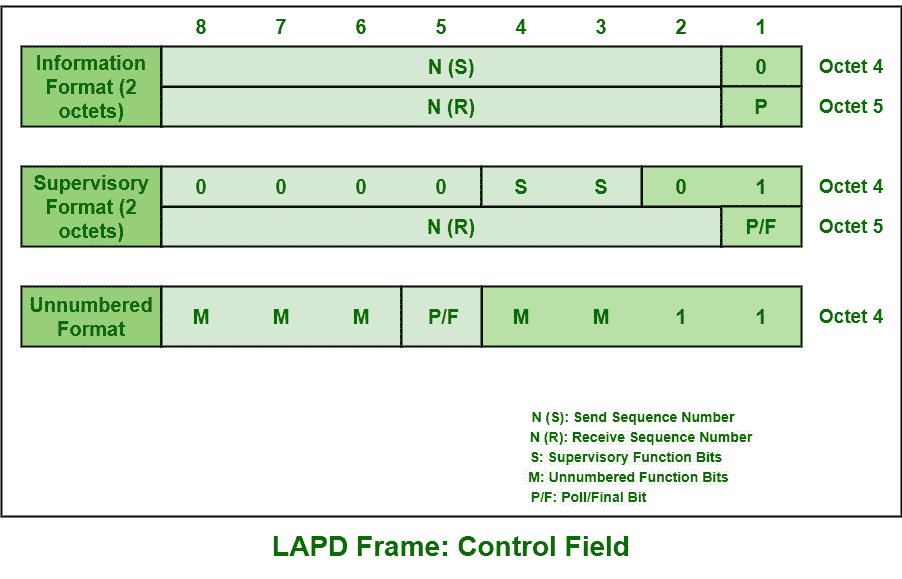 8 7 6 5 4 3 2 1
Information Format (2 octets) N (S) 0 Octet 4
N (R) P Octet 5
Supervisory Format (2 octets) 0 0 0 0 S S 0 1 Octet 4
N (R) P/F Octet 5
Unnumbered Format M M M P/F M M 1 1 Octet 4
N (S): Send Sequence Number
N (R): Receive Sequence Number
S: Supervisory Function Bits
M: Unnumbered Function Bits
P/F: Poll/Final Bit
LAPD Frame: Control Field